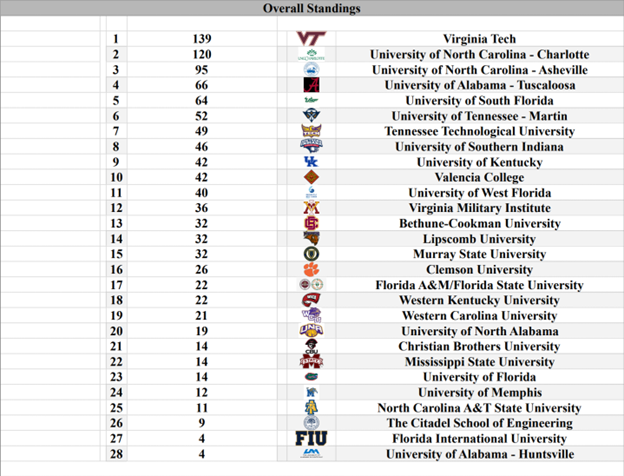 Overall Standings
1 139 VT Virginia Tech
2 120 University of North Carolina - Charlotte
3 95 University of North Carolina - Asheville
4 66 A University of Alabama - Tuscaloosa
5 64 University of South Florida
6 52 University of Tennessee - Martin
7 49 Tennessee Technological University
8 46 University of Southern Indiana
9 42 UK University of Kentucky
10 42 Valencia College
11 40 University of West Florida
12 36 Virginia Military Institute
13 32 Bethune-Cookman University
14 32 Lipscomb University
15 32 Murray State University
16 26 Clemson University
17 22 Florida A&M/Florida State University
18 22 Western Kentucky University
19 21 Western Carolina University
20 19 UNA University of North Alabama
21 14 CBU Christian Brothers University
22 14 Mississippi State University
23 14 University of Florida
24 12 University of Memphis
25 11 North Carolina A&T State University
26 9 The Citadel School of Engineering
27 4 FIU Florida International University
28 4 University of Alabama - Huntsville